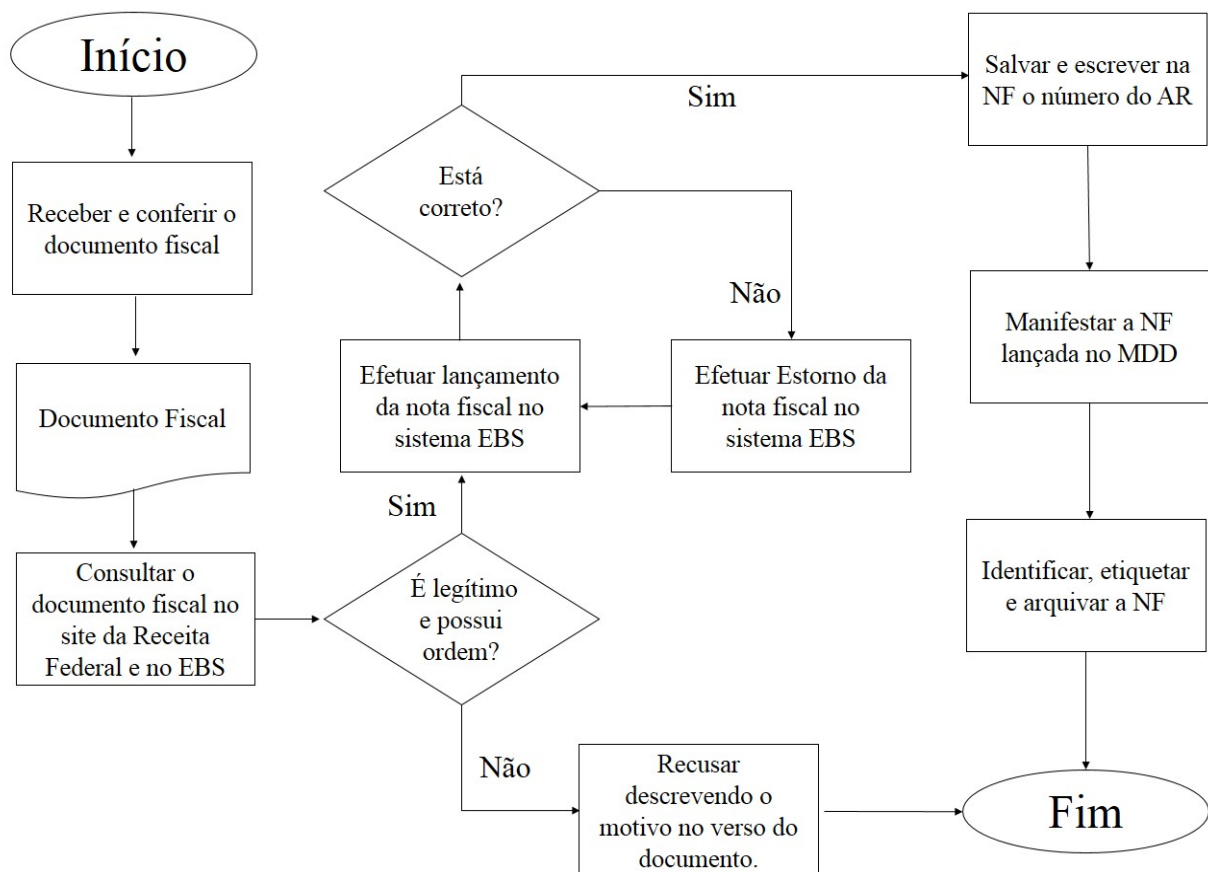 Início
Receber e conferir o
documento fiscal
Documento Fiscal
Consultar o
documento fiscal no
site da Receita
Federal e no EBS
É legítimo
e possui
ordem?
Sim
Não
Recusar
descrevendo o
motivo no verso do
documento.
Efetuar lançamento
da nota fiscal no
sistema EBS
Está
correto?
Sim
Não
Efetuar Estorno da
nota fiscal no
sistema EBS
Salvar e escrever na
NF o número do AR
Manifestar a NF
lançada no MDD
Identificar, etiquetar
e arquivar a NF
Fim